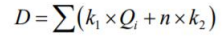 D = ∑(k₁ × Qᵢ + n × k₂)